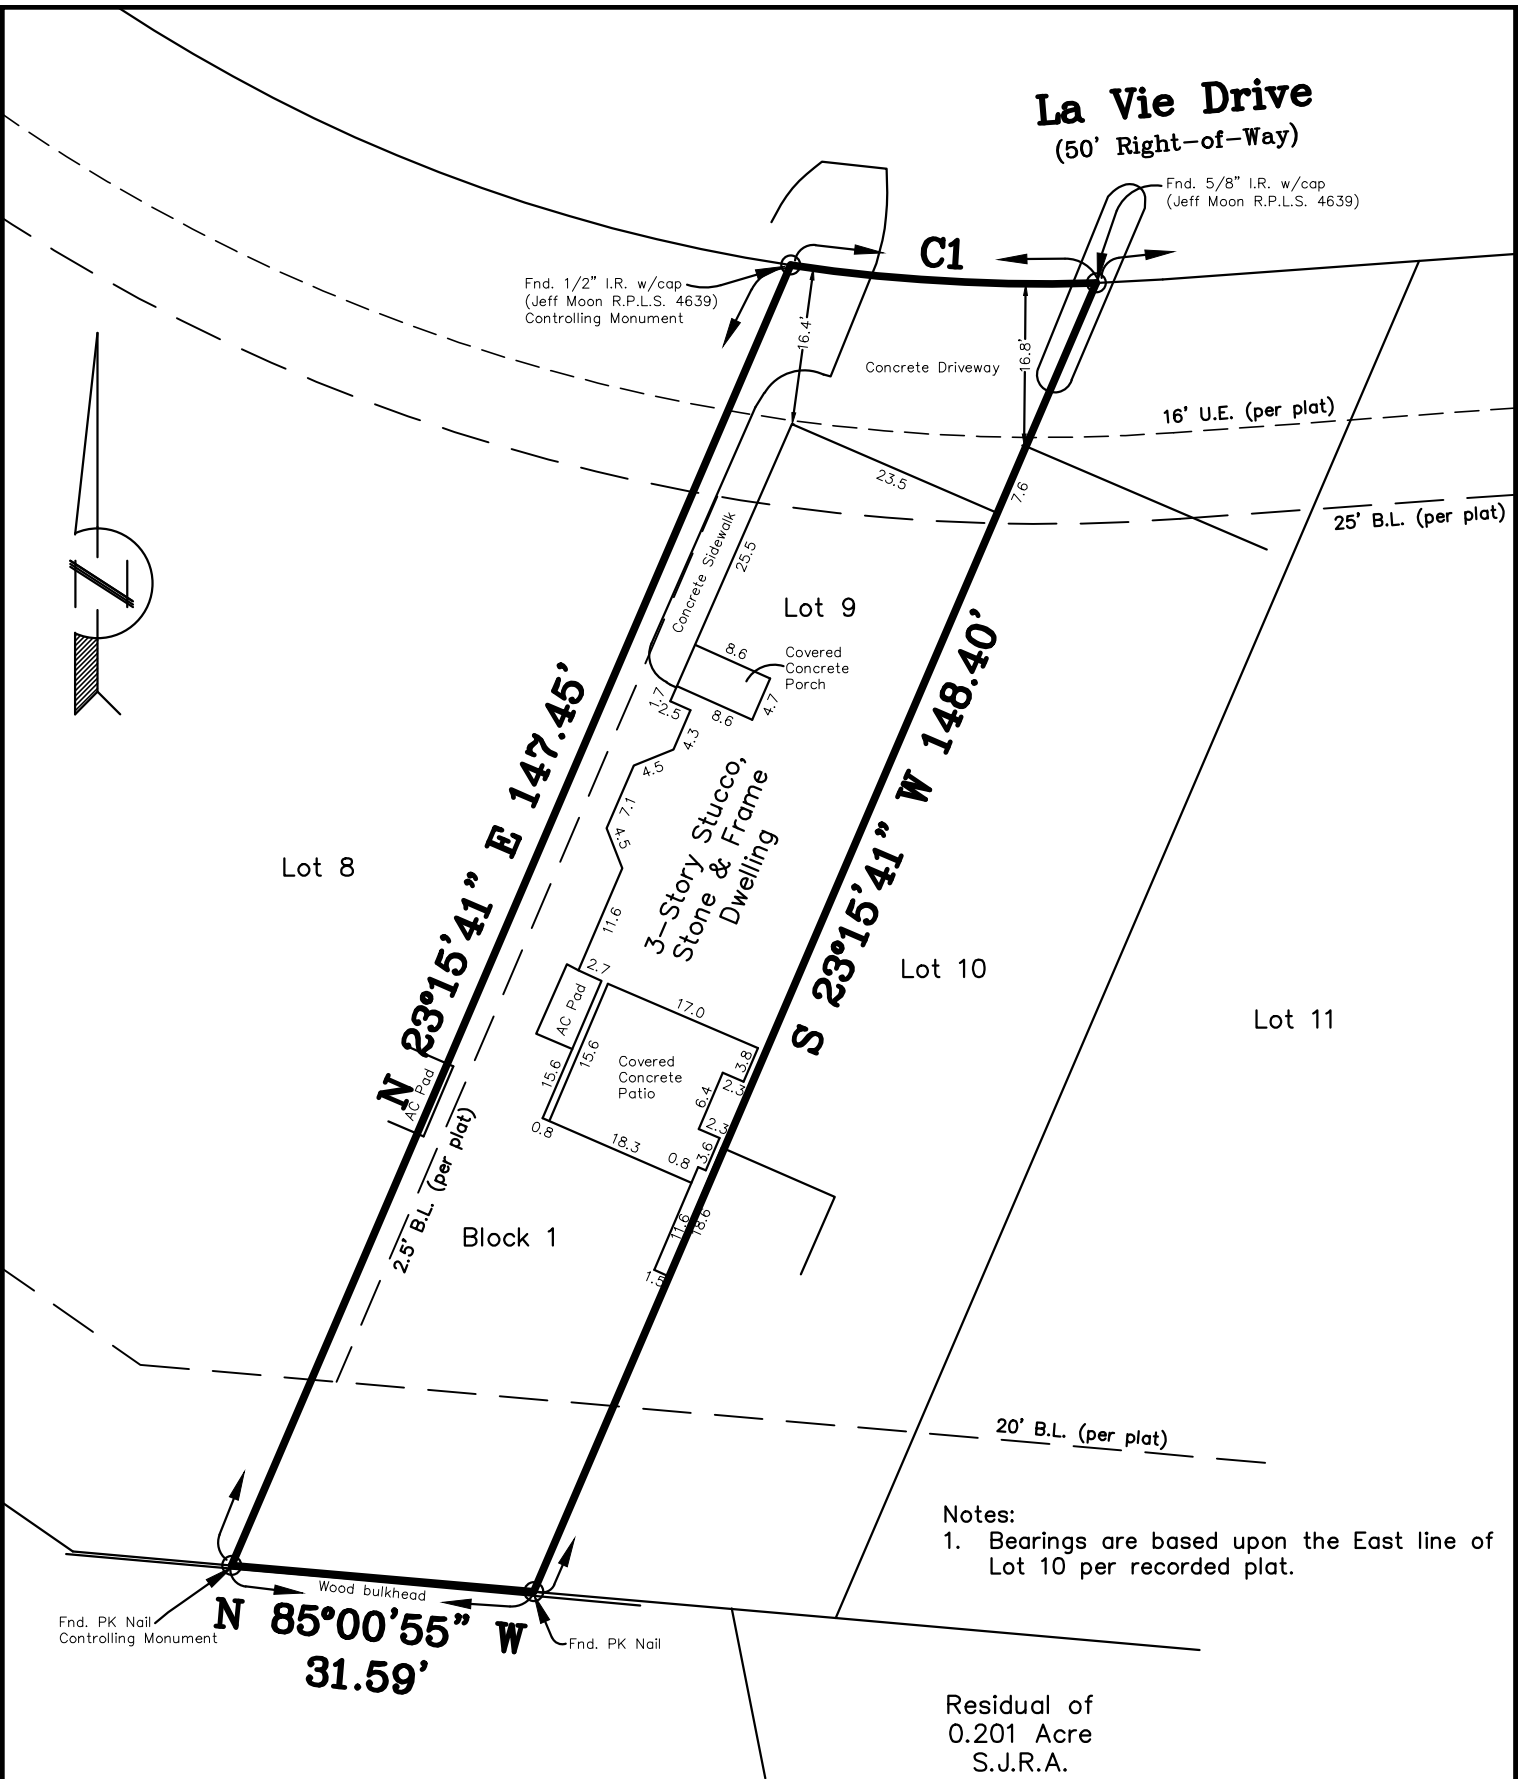 La Vie Drive
(50' Right-of-Way)
Fnd. 5/8" I.R. w/cap
(Jeff Moon R.P.L.S. 4639)
C1
Fnd. 1/2" I.R. w/cap
(Jeff Moon R.P.L.S. 4639)
Controlling Monument
16.4'
16.8'
Concrete Driveway
16' U.E. (per plat)
25' B.L. (per plat)
23.5
7.6
N
Concrete Sidewalk
25.5
Lot 9
8.6
Covered
Concrete
Porch
4.7
8.6
1.7
2.5
4.3
4.5
7.1
4.5
11.6
N 23°15'41" E 147.45'
S 23°15'41" W 148.40'
3-Story Stucco,
Stone & Frame
Dwelling
Lot 8
Lot 10
Lot 11
2.7
AC Pad
17.0
15.6
15.6
Covered
Concrete
Patio
3.8
2.3
6.4
2.3
3.6
0.8
18.3
0.8
AC Pad
2.5' B.L. (per plat)
Block 1
11.6
18.6
1.5
20' B.L. (per plat)
Notes:
1. Bearings are based upon the East line of
Lot 10 per recorded plat.
Wood bulkhead
Fnd. PK Nail
Controlling Monument
N 85°00'55" W
31.59'
Fnd. PK Nail
Residual of
0.201 Acre
S.J.R.A.